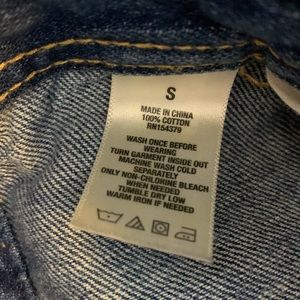 S
MADE IN CHINA
100% COTTON
RN154379
WASH ONCE BEFORE
WEARING
TURN GARMENT INSIDE OUT
MACHINE WASH COLD
SEPARATELY
ONLY NON-CHLORINE BLEACH
WHEN NEEDED
TUMBLE DRY LOW
WARM IRON IF NEEDED